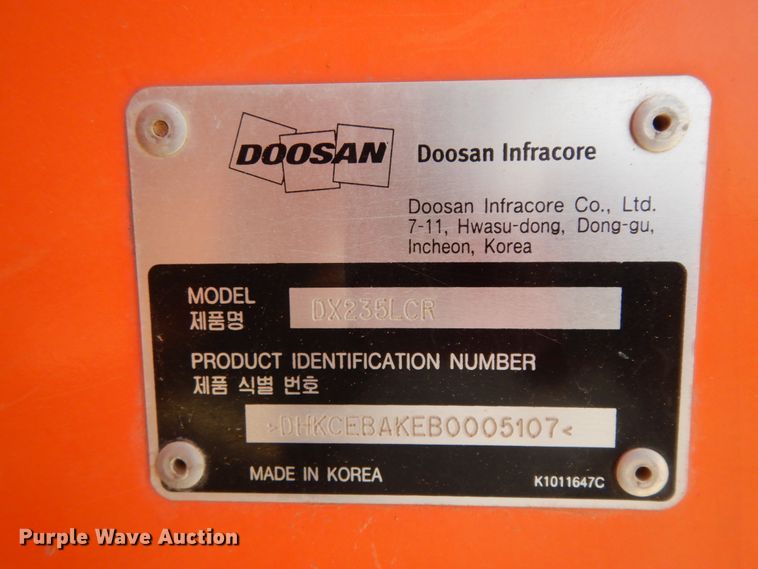 DOOSAN Doosan Infracore
Doosan Infracore Co., Ltd.
7-11, Hwasu-dong, Dong-gu,
Incheon, Korea
MODEL
제품명
DX235LCR
PRODUCT IDENTIFICATION NUMBER
제품 식별 번호
>DHKCEBAKEB0005107<
MADE IN KOREA
K1011647C
Purple Wave Auction